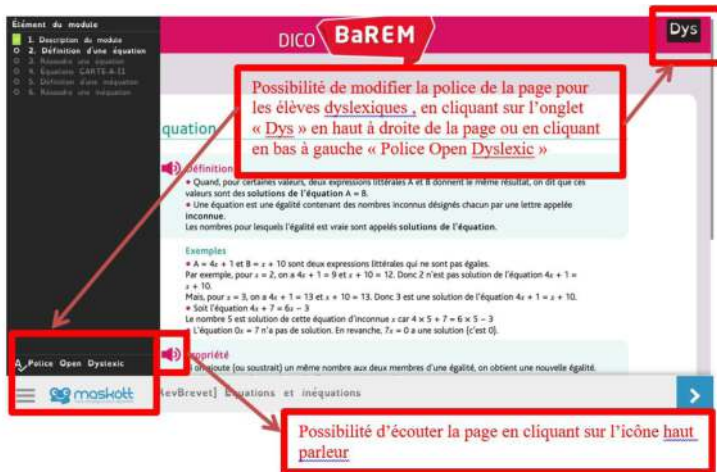 Élément du module
1. Description du module
2. Définition d'une équation
3. Résoudre une équation
4. Équations CARTE-A-II
5. Définition d'une inéquation
6. Résoudre une inéquation
DICO BaREM
Dys
Possibilité de modifier la police de la page pour
les élèves dyslexiques , en cliquant sur l'onglet
« Dys » en haut à droite de la page ou en cliquant
en bas à gauche « Police Open Dyslexic »
quation
Définition
• Quand, pour certaines valeurs, deux expressions littérales A et B donnent le même résultat, on dit que ces
valeurs sont des solutions de l'équation A = B.
• Une équation est une égalité contenant des nombres inconnus désignés chacun par une lettre appelée
inconnue.
Les nombres pour lesquels l'égalité est vraie sont appelés solutions de l'équation.
Exemples
• A = 4x + 1 et B = x + 10 sont deux expressions littérales qui ne sont pas égales.
Par exemple, pour x = 2, on a 4x + 1 = 9 et x + 10 = 12. Donc 2 n'est pas solution de l'équation 4x + 1 =
x + 10.
Mais, pour x = 3, on a 4x + 1 = 13 et x + 10 = 13. Donc 3 est une solution de l'équation 4x + 1 = x + 10.
• Soit l'équation 4x + 7 = 6x − 3
Le nombre 5 est solution de cette équation d'inconnue x car 4 × 5 + 7 = 6 × 5 − 3
• L'équation 0x = 7 n'a pas de solution. En revanche, 7x = 0 a une solution (c'est 0).
Police Open Dyslexic
ropriété
on ajoute (ou soustrait) un même nombre aux deux membres d'une égalité, on obtient une nouvelle égalité.
maskott
RevBrevet] Equations et inéquations
Possibilité d'écouter la page en cliquant sur l'icône haut
parleur